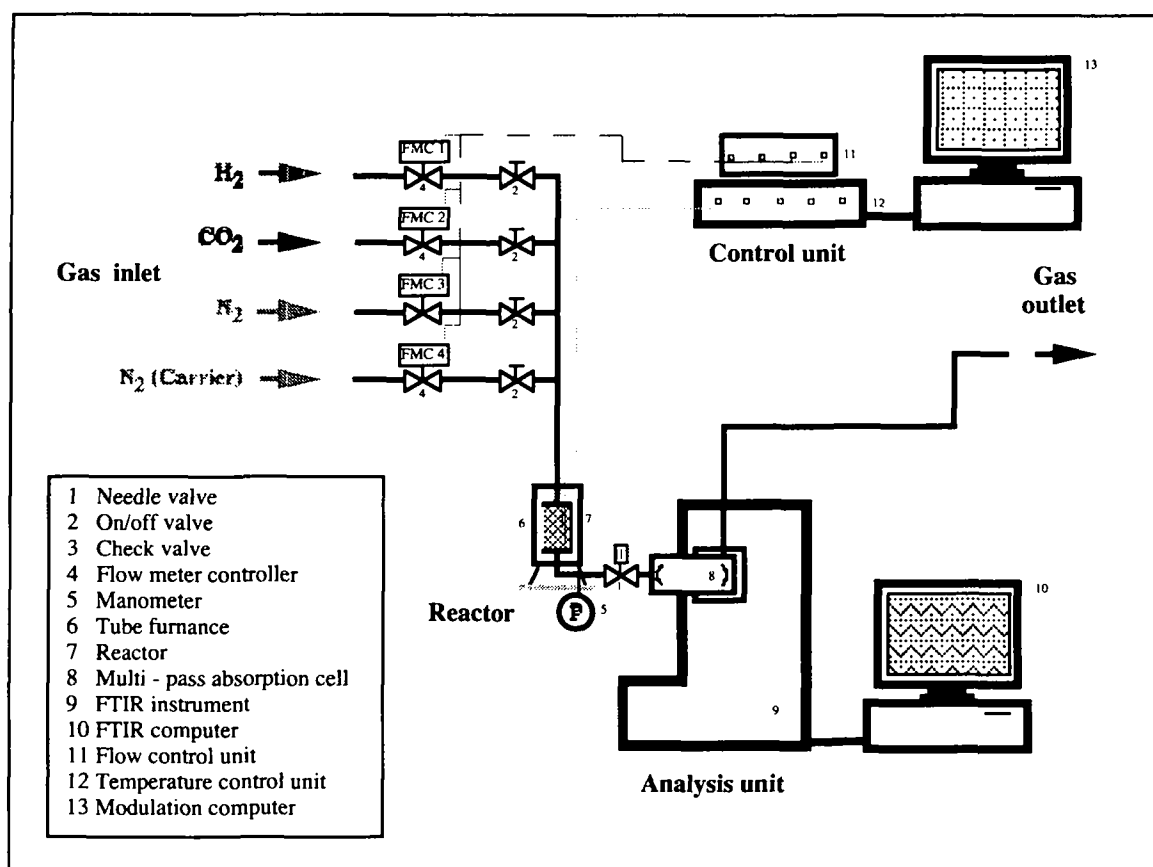 13
FMC 1
11
H2
4
2
12
FMC 2
CO2
4
2
Control unit
Gas inlet
Gas
outlet
FMC 3
N2
4
2
FMC 4
N2 (Carrier)
4
2
1 Needle valve
2 On/off valve
3 Check valve
4 Flow meter controller
5 Manometer
6 Tube furnance
7 Reactor
8 Multi - pass absorption cell
9 FTIR instrument
10 FTIR computer
11 Flow control unit
12 Temperature control unit
13 Modulation computer
6
7
1
1
8
10
Reactor
P
5
9
Analysis unit